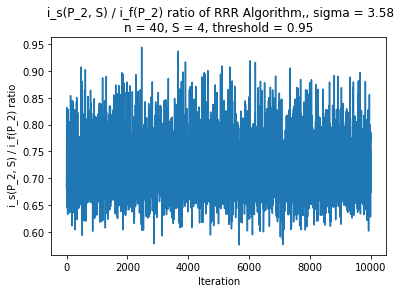 i_s(P_2, S) / i_f(P_2) ratio of RRR Algorithm,, sigma = 3.58
n = 40, S = 4, threshold = 0.95
i_s(P_2, S) / i_f(P_2) ratio
0.95
0.90
0.85
0.80
0.75
0.70
0.65
0.60
0 2000 4000 6000 8000 10000
Iteration